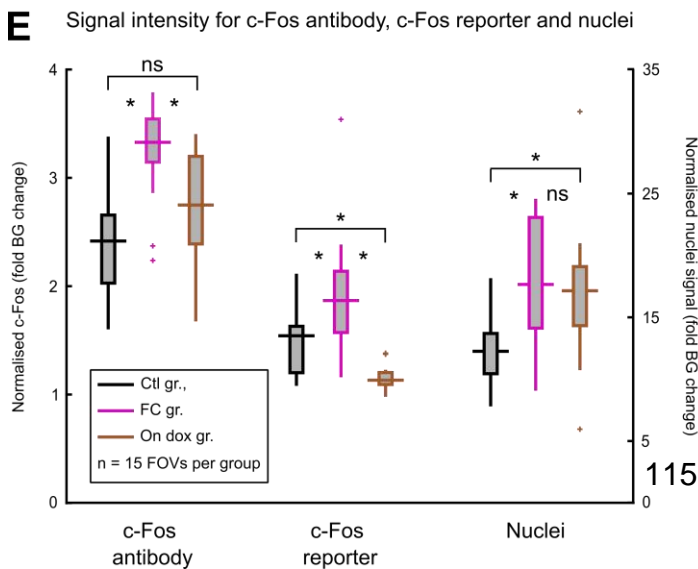 E
Signal intensity for c-Fos antibody, c-Fos reporter and nuclei
Normalised c-Fos (fold BG change)
4
3
2
1
0
ns
* *
*
* *
*
* ns
35
25
15
5
0
Normalised nuclei signal (fold BG change)
115
Ctl gr.,
FC gr.
On dox gr.
n = 15 FOVs per group
c-Fos
antibody
c-Fos
reporter
Nuclei